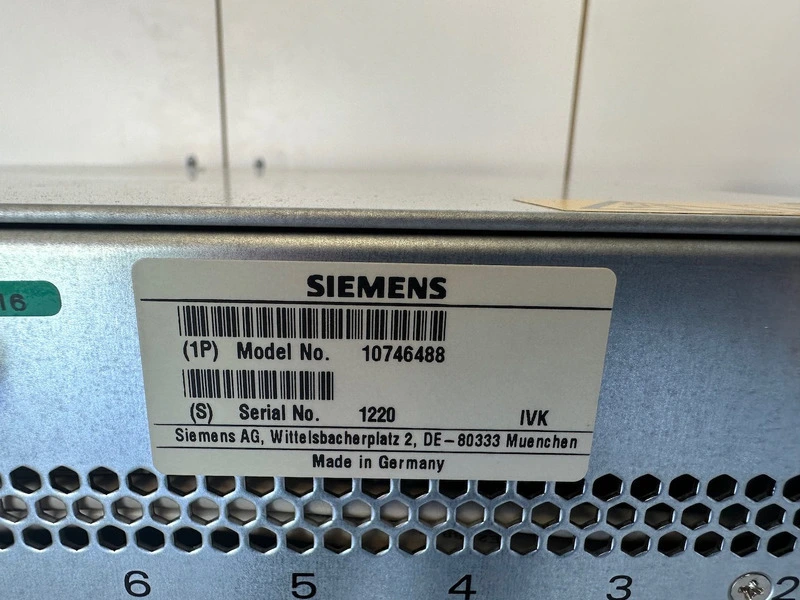 16
SIEMENS
(1P) Model No. 10746488
(S) Serial No. 1220 IVK
Siemens AG, Wittelsbacherplatz 2, DE-80333 Muenchen
Made in Germany
6 5 4 3 2